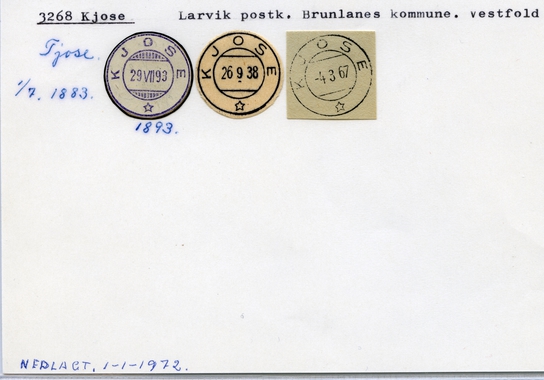 3268 Kjose Larvik postk. Brunlanes kommune. Vestfold
Tjose.
1/7. 1883.
KJOSE
29 VII 93
KJOSE
26 9 38
KJOSE
-4 3 67
1893.
NEDLAGT. 1-1-1972.